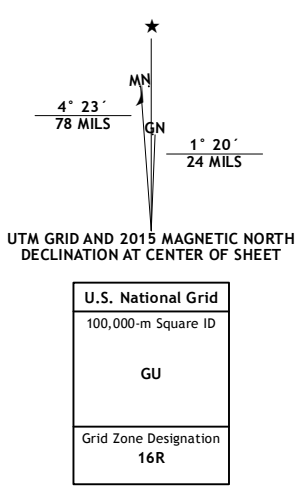 MN
4° 23´
78 MILS
GN
1° 20´
24 MILS
UTM GRID AND 2015 MAGNETIC NORTH
DECLINATION AT CENTER OF SHEET
U.S. National Grid
100,000-m Square ID
GU
Grid Zone Designation
16R